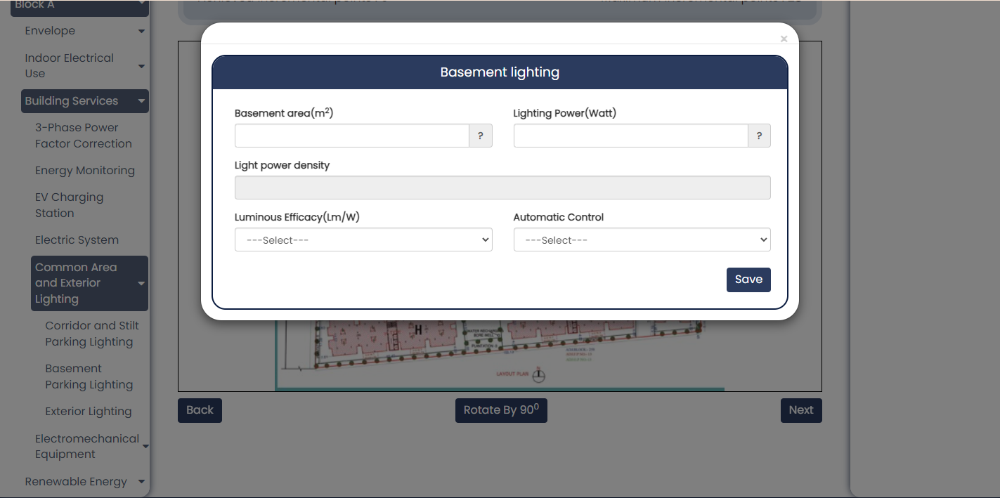 Block A
Envelope
Indoor Electrical
Use
Building Services
3-Phase Power
Factor Correction
Energy Monitoring
EV Charging
Station
Electric System
Common Area
and Exterior
Lighting
Corridor and Stilt
Parking Lighting
Basement
Parking Lighting
Exterior Lighting
Electromechanical
Equipment
Renewable Energy
×
Basement lighting
Basement area(m²)
Lighting Power(Watt)
?
?
Light power density
Luminous Efficacy(Lm/W)
Automatic Control
---Select---
---Select---
Save
H
PLANTATION
LAYOUT PLAN
N
Back
Rotate By 90⁰
Next